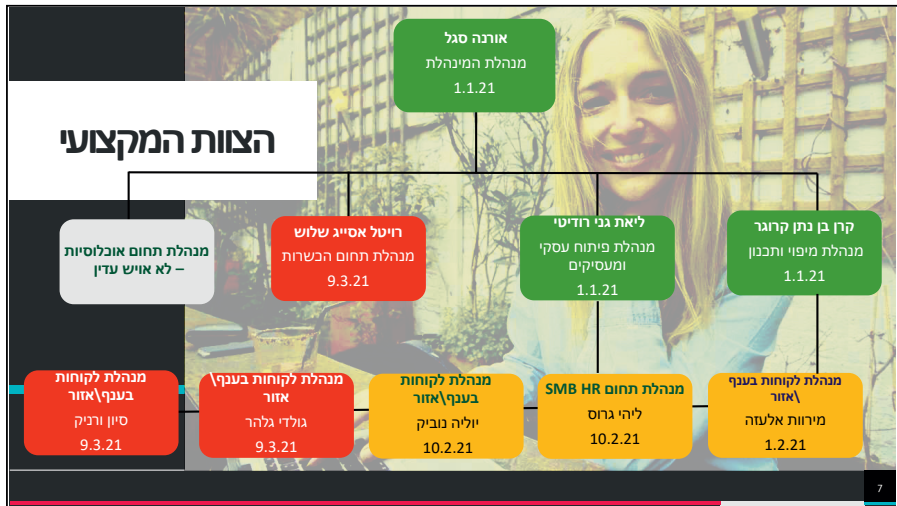 אורנה סגל
מנהלת המינהלת
1.1.21
הצוות המקצועי
קרן בן נתן קרוגר
מנהלת מיפוי ותכנון
1.1.21
ליאת גני רודיטי
מנהלת פיתוח עסקי
ומעסיקים
1.1.21
רויטל אסייג שלוש
מנהלת תחום הכשרות
9.3.21
מנהלת תחום אוכלוסיות
– לא אויש עדין
מנהלת לקוחות בענף
\אזור
מירוות אלעזה
1.2.21
מנהלת תחום SMB HR
ליהי גרוס
10.2.21
מנהלת לקוחות
בענף\אזור
יוליה נוביק
10.2.21
מנהלת לקוחות בענף\
אזור
גולדי גלהר
9.3.21
מנהלת לקוחות
בענף\אזור
סיון ורניק
9.3.21
7